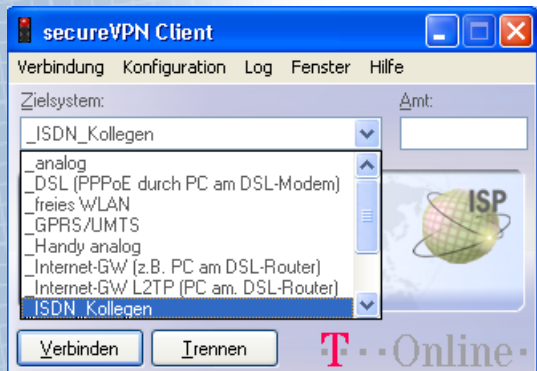 secureVPN Client
Verbindung Konfiguration Log Fenster Hilfe
Zielsystem: Amt:
_ISDN_Kollegen
_analog
_DSL (PPPoE durch PC am DSL-Modem)
_freies WLAN
_GPRS/UMTS
_Handy analog
_Internet-GW (z.B. PC am DSL-Router)
_Internet-GW L2TP (PC am. DSL-Router)
_ISDN_Kollegen
ISP
Verbinden Trennen
T··Online·